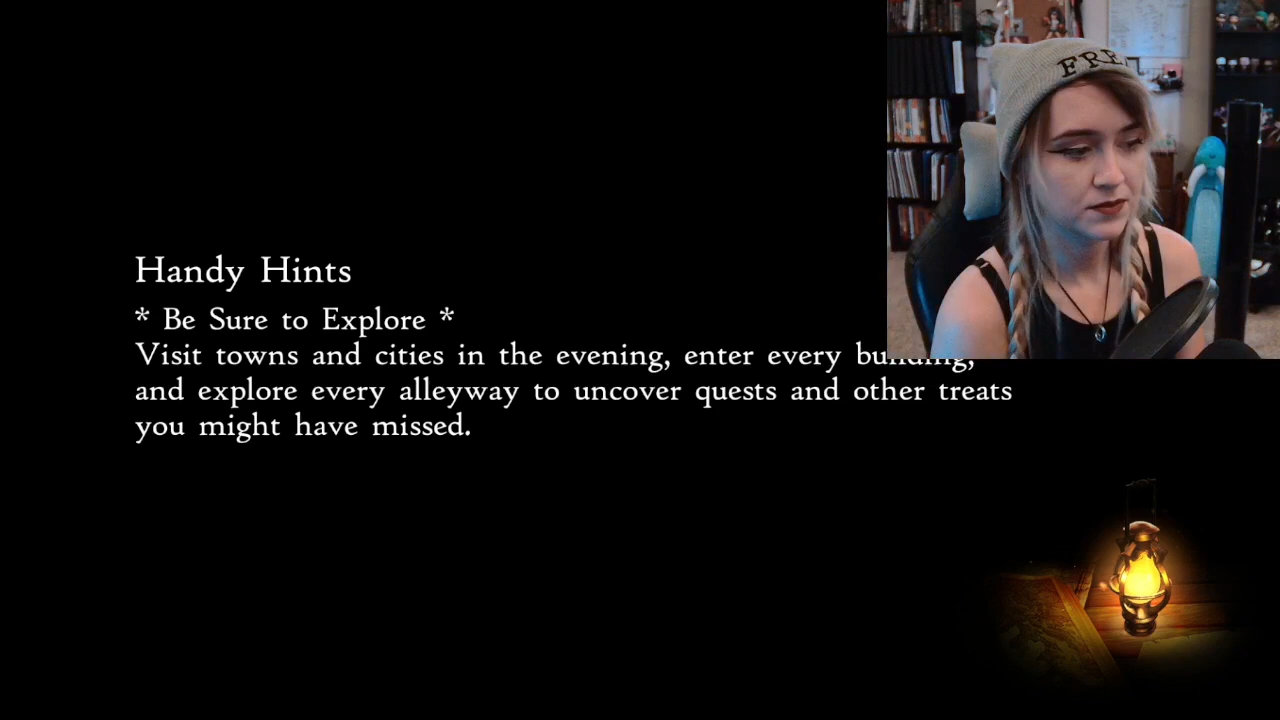 Handy Hints
* Be Sure to Explore *
Visit towns and cities in the evening, enter every building,
and explore every alleyway to uncover quests and other treats
you might have missed.